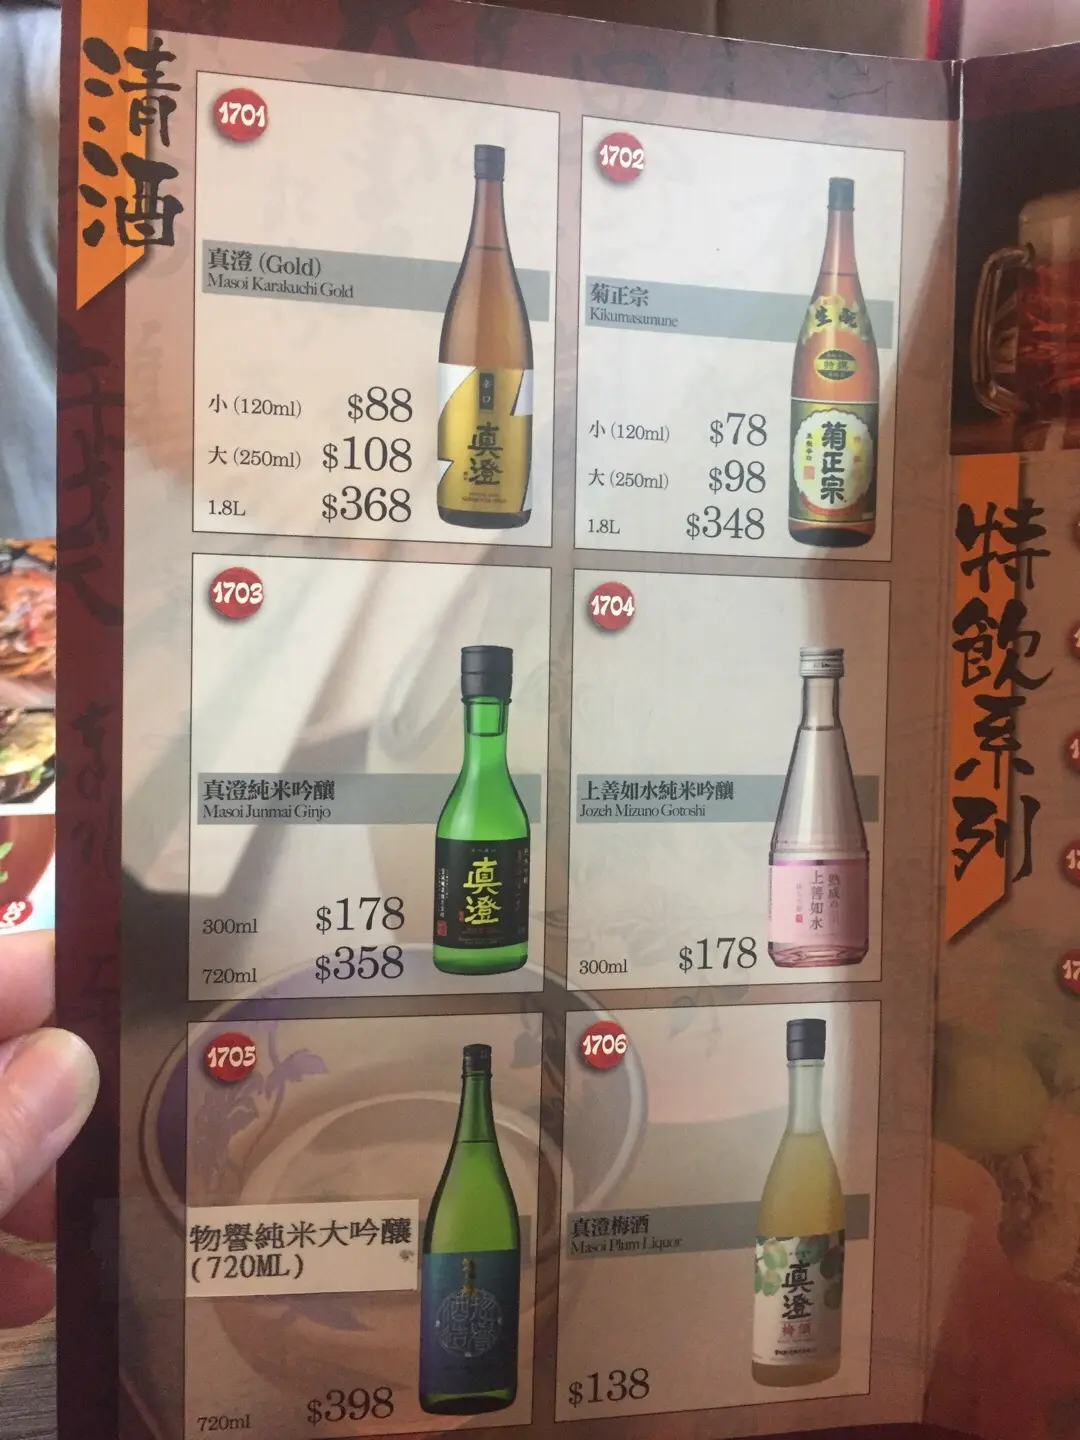 清酒
1701
真澄 (Gold)
Masoi Karakuchi Gold
小 (120ml) $88
大 (250ml) $108
1.8L $368
辛口
真澄
1702
菊正宗
Kikumasamune
小 (120ml) $78
大 (250ml) $98
1.8L $348
生酛
特撰
菊正宗
1703
真澄純米吟釀
Masoi Junmai Ginjo
300ml $178
720ml $358
真澄
1704
上善如水純米吟釀
Jozeh Mizuno Gotoshi
300ml $178
熟成の
上善如水
1705
物譽純米大吟釀
(720ML)
720ml $398
1706
真澄梅酒
Masoi Plum Liquor
$138
真澄
梅酒
特飲系列